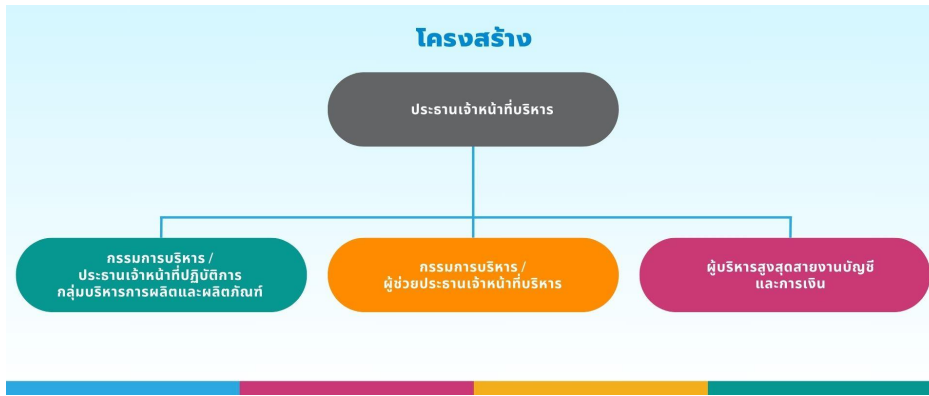 โครงสร้าง
ประธานเจ้าหน้าที่บริหาร
กรรมการบริหาร /
ประธานเจ้าหน้าที่ปฏิบัติการ
กลุ่มบริหารการผลิตและผลิตภัณฑ์
กรรมการบริหาร /
ผู้ช่วยประธานเจ้าหน้าที่บริหาร
ผู้บริหารสูงสุดสายงานบัญชี
และการเงิน